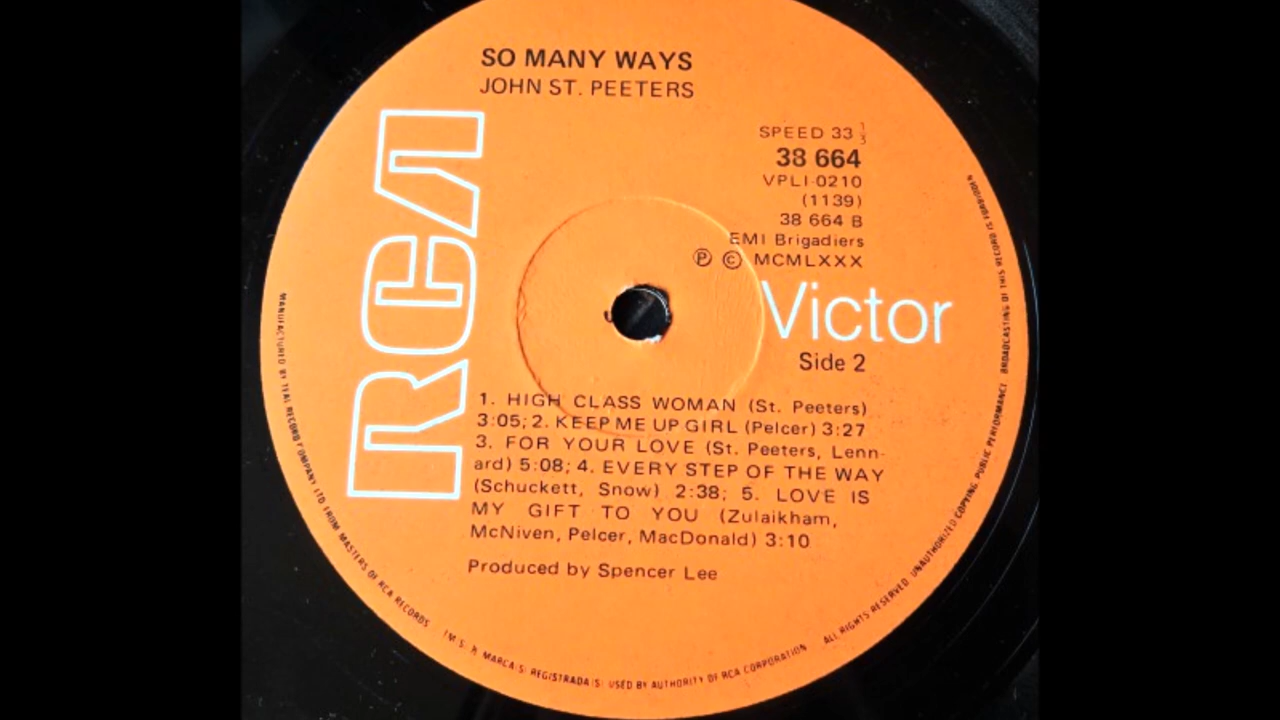 SO MANY WAYS
JOHN ST. PEETERS
SPEED 33 1/3
38 664
VPLI-0210
(1139)
38 664 B
EMI Brigadiers
Ⓟ © MCMLXXX
RCA
Victor
Side 2
1. HIGH CLASS WOMAN (St. Peeters)
3:05; 2. KEEP ME UP GIRL (Pelcer) 3:27
3. FOR YOUR LOVE (St. Peeters, Lenn-
ard) 5:08; 4. EVERY STEP OF THE WAY
(Schuckett, Snow) 2:38; 5. LOVE IS
MY GIFT TO YOU (Zulaikham,
McNiven, Pelcer, MacDonald) 3:10
Produced by Spencer Lee
MANUFACTURED BY TEAL RECORD COMPANY LTD FROM MASTERS OF RCA RECORDS TM(S) ® MARCA(S) REGISTRADA(S) USED BY AUTHORITY OF RCA CORPORATION ALL RIGHTS RESERVED. UNAUTHORIZED COPYING PUBLIC PERFORMANCE BROADCASTING OF THIS RECORD IS FORBIDDEN